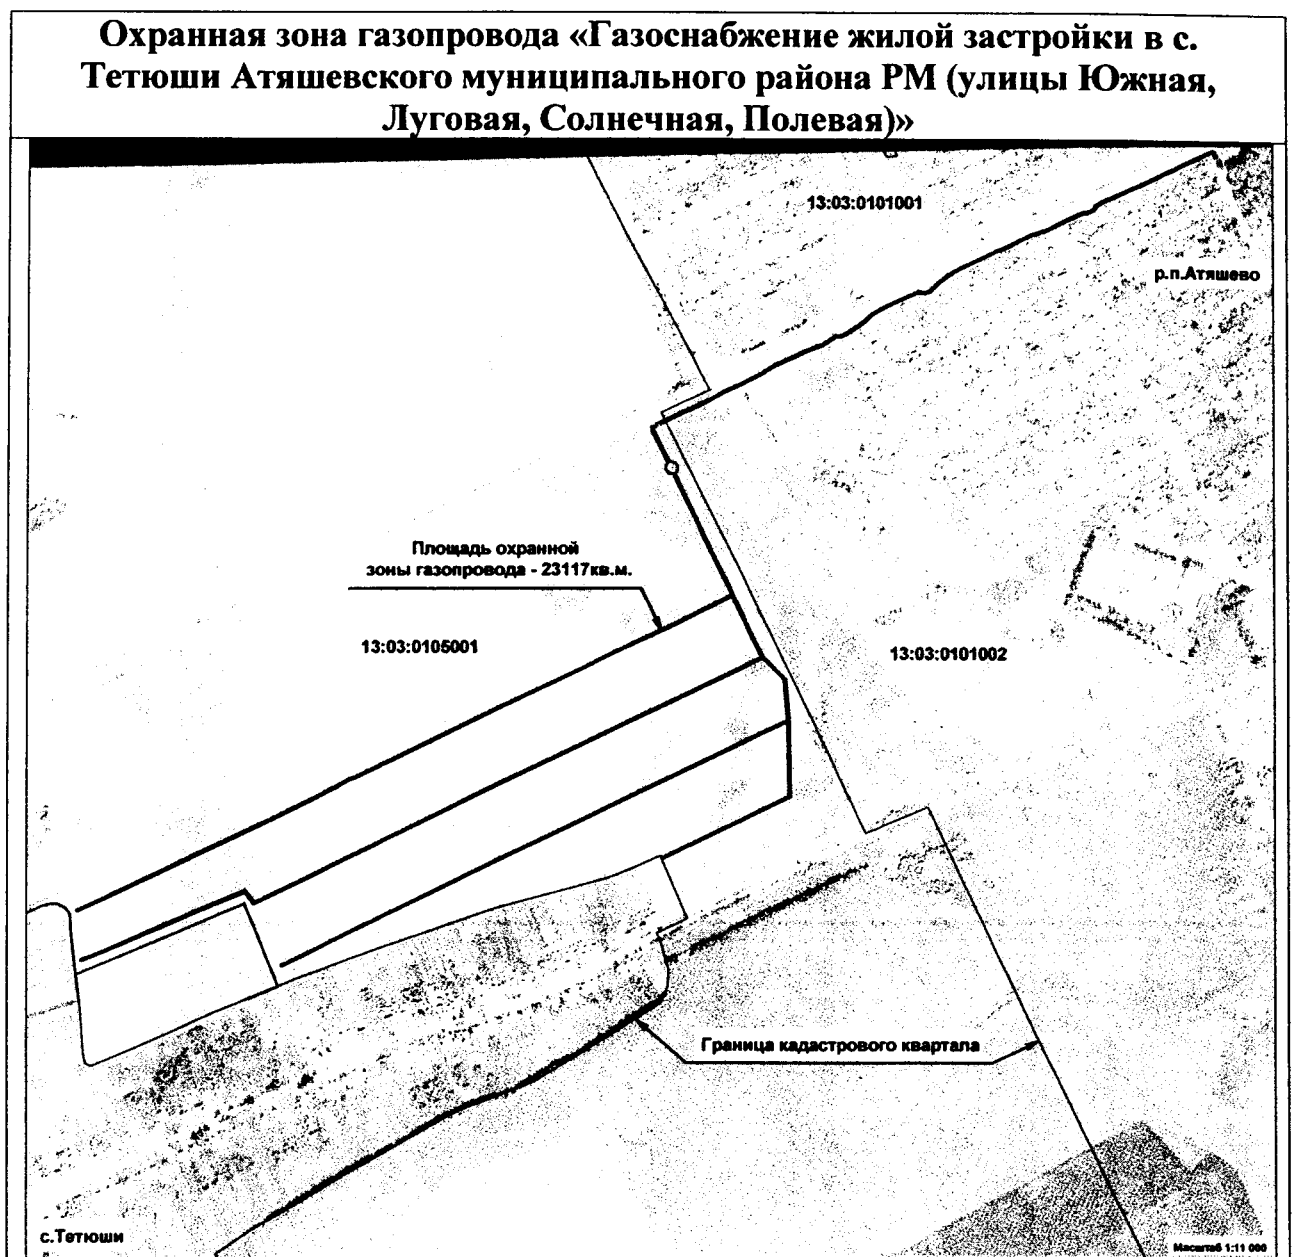 Охранная зона газопровода «Газоснабжение жилой застройки в с.
Тетюши Атяшевского муниципального района РМ (улицы Южная,
Луговая, Солнечная, Полевая)»
13:03:0101001
р.п.Атяшево
Площадь охранной
зоны газопровода - 23117кв.м.
13:03:0105001
13:03:0101002
Граница кадастрового квартала
с.Тетюши
Масштаб 1:11 000